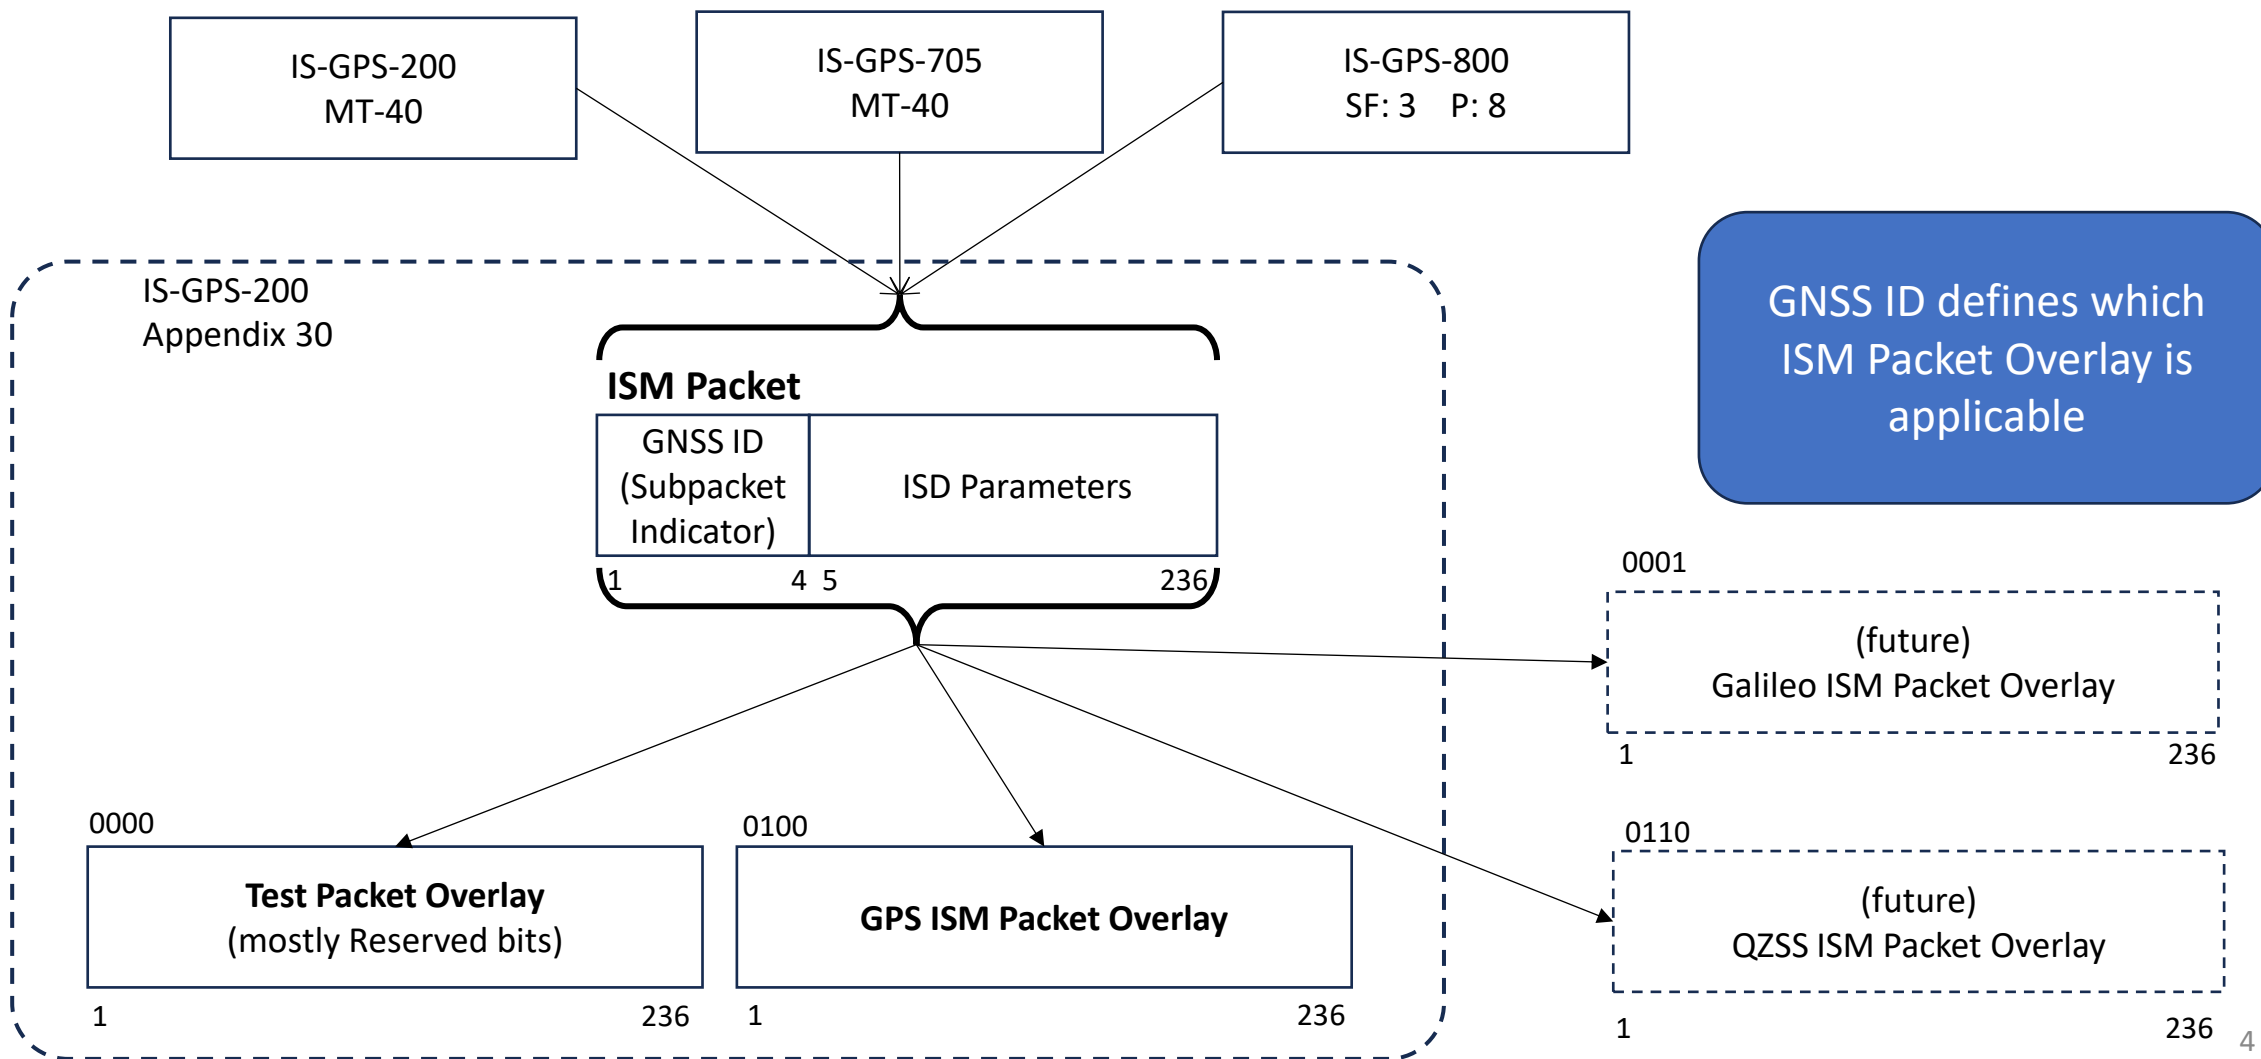 IS-GPS-200
MT-40
IS-GPS-705
MT-40
IS-GPS-800
SF: 3 P: 8
IS-GPS-200
Appendix 30
GNSS ID defines which
ISM Packet Overlay is
applicable
ISM Packet
GNSS ID
(Subpacket
Indicator)
ISD Parameters
1 4 5 236
0001
(future)
Galileo ISM Packet Overlay
1 236
0000
Test Packet Overlay
(mostly Reserved bits)
1 236
0100
GPS ISM Packet Overlay
1 236
0110
(future)
QZSS ISM Packet Overlay
1 236
4